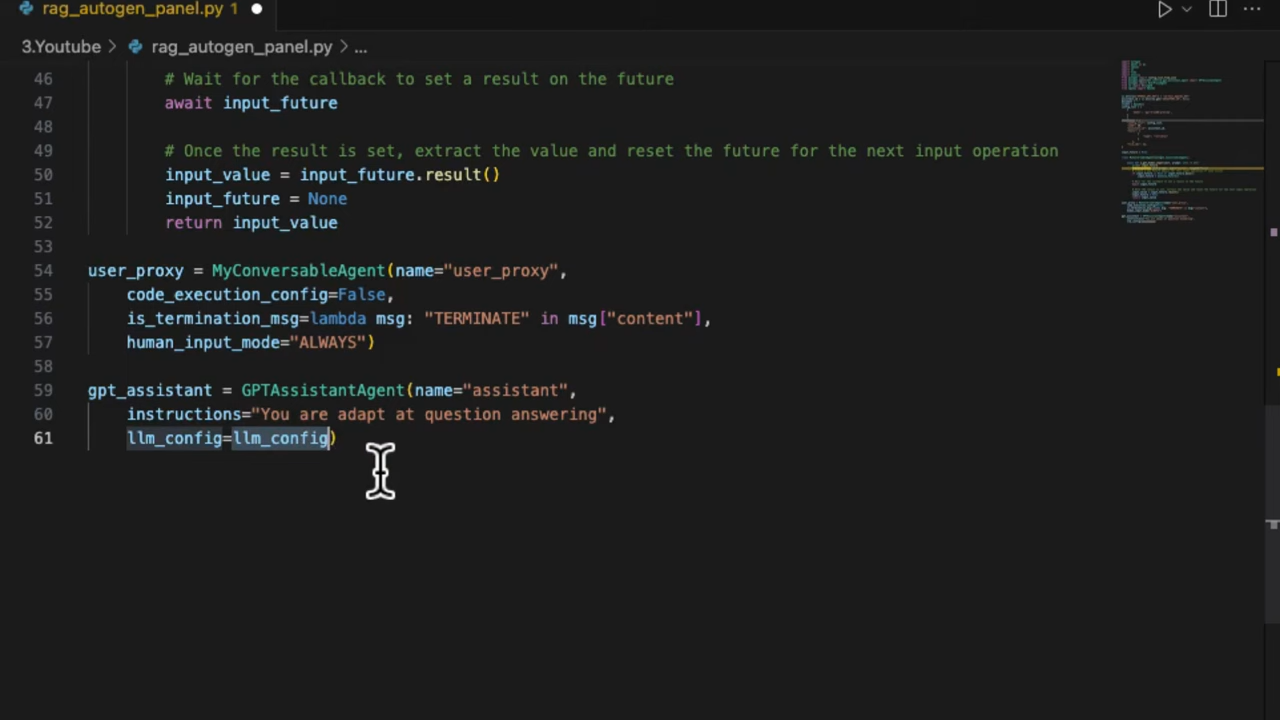 rag_autogen_panel.py 1
3.Youtube > rag_autogen_panel.py > ...
46 # Wait for the callback to set a result on the future
47 await input_future
48
49 # Once the result is set, extract the value and reset the future for the next input operation
50 input_value = input_future.result()
51 input_future = None
52 return input_value
53
54 user_proxy = MyConversableAgent(name="user_proxy",
55 code_execution_config=False,
56 is_termination_msg=lambda msg: "TERMINATE" in msg["content"],
57 human_input_mode="ALWAYS")
58
59 gpt_assistant = GPTAssistantAgent(name="assistant",
60 instructions="You are adapt at question answering",
61 llm_config=llm_config)